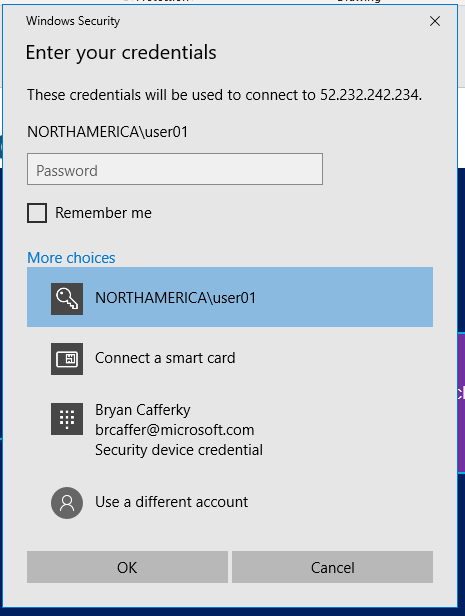 Windows Security
Enter your credentials
These credentials will be used to connect to 52.232.242.234.
NORTHAMERICA\user01
Password
Remember me
More choices
NORTHAMERICA\user01
Connect a smart card
Bryan Cafferky
brcaffer@microsoft.com
Security device credential
Use a different account
OK
Cancel